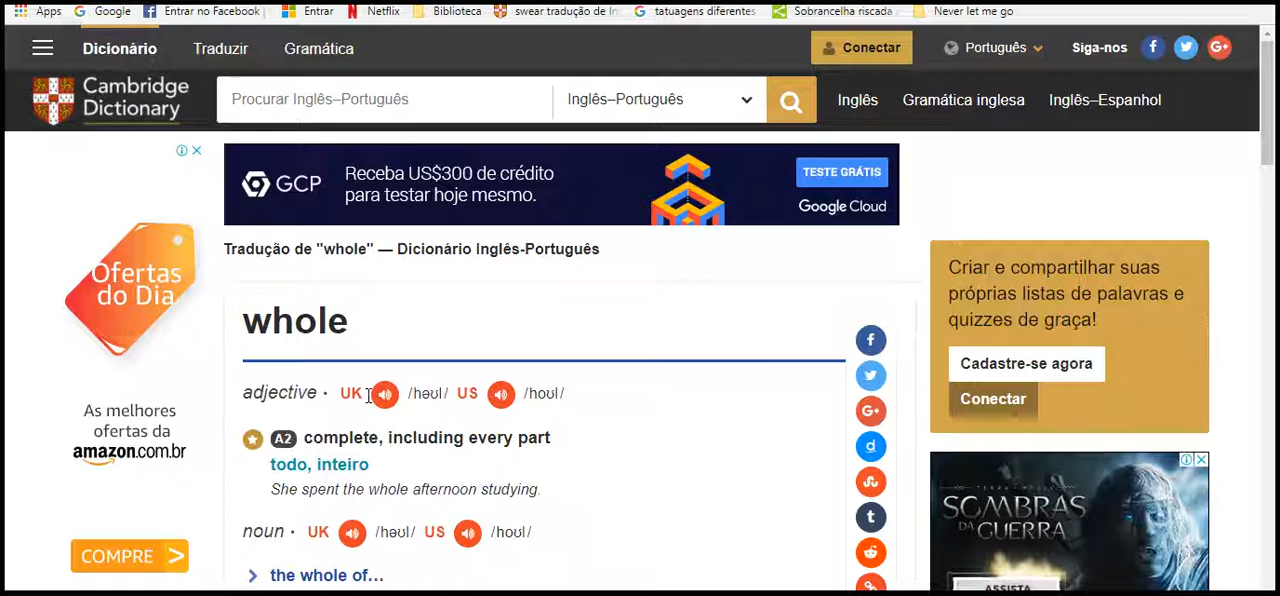 Apps Google Entrar no Facebook Entrar Netflix Biblioteca swear tradução de In tatuagens diferentes Sobrancelha riscada Never let me go
Dicionário Traduzir Gramática Conectar Português Siga-nos
Cambridge
Dictionary
Procurar Inglês–Português Inglês–Português Inglês Gramática inglesa Inglês–Espanhol
GCP
Receba US$300 de crédito
para testar hoje mesmo.
TESTE GRÁTIS
Google Cloud
Ofertas
do Dia
As melhores
ofertas da
amazon.com.br
COMPRE >
Tradução de "whole" — Dicionário Inglês-Português
whole
adjective · UK /həʊl/ US /hoʊl/
A2 complete, including every part
todo, inteiro
She spent the whole afternoon studying.
noun · UK /həʊl/ US /hoʊl/
the whole of...
Criar e compartilhar suas
próprias listas de palavras e
quizzes de graça!
Cadastre-se agora
Conectar
SOMBRAS
DA GUERRA
ASSISTA